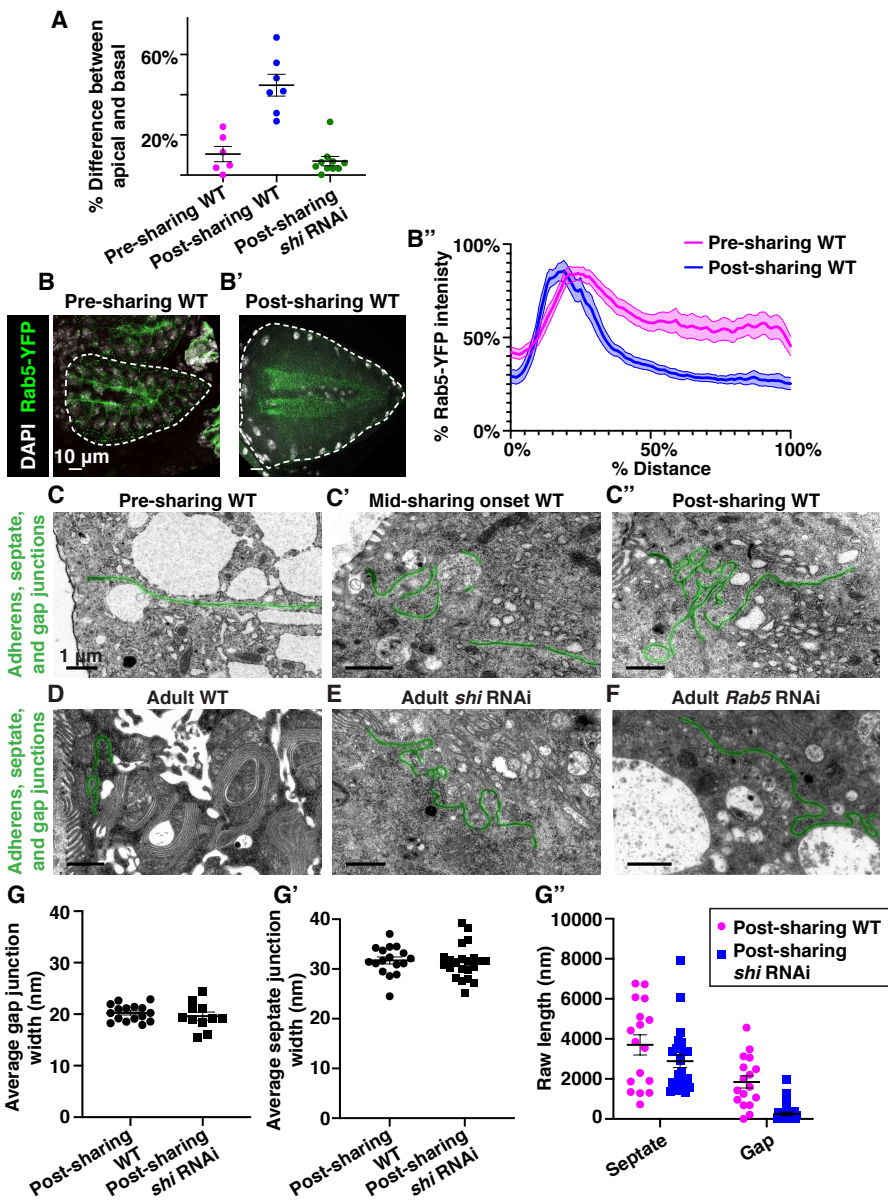 A
% Difference between
apical and basal
60%
20%
Pre-sharing WT
Post-sharing WT
Post-sharing
shi RNAi
B
Pre-sharing WT
B'
Post-sharing WT
DAPI Rab5-YFP
10 µm
B"
Pre-sharing WT
Post-sharing WT
% Rab5-YFP intenisty
100%
50%
0%
0%
50%
100%
% Distance
Adherens, septate,
and gap junctions
C
Pre-sharing WT
1 µm
C'
Mid-sharing onset WT
C"
Post-sharing WT
Adherens, septate,
and gap junctions
D
Adult WT
E
Adult shi RNAi
F
Adult Rab5 RNAi
G
Average gap junction
width (nm)
40
30
20
10
0
Post-sharing
WT
Post-sharing
shi RNAi
G'
Average septate junction
width (nm)
40
30
20
10
0
Post-sharing
WT
Post-sharing
shi RNAi
G"
Raw length (nm)
10000
8000
6000
4000
2000
0
Septate
Gap
Post-sharing WT
Post-sharing
shi RNAi